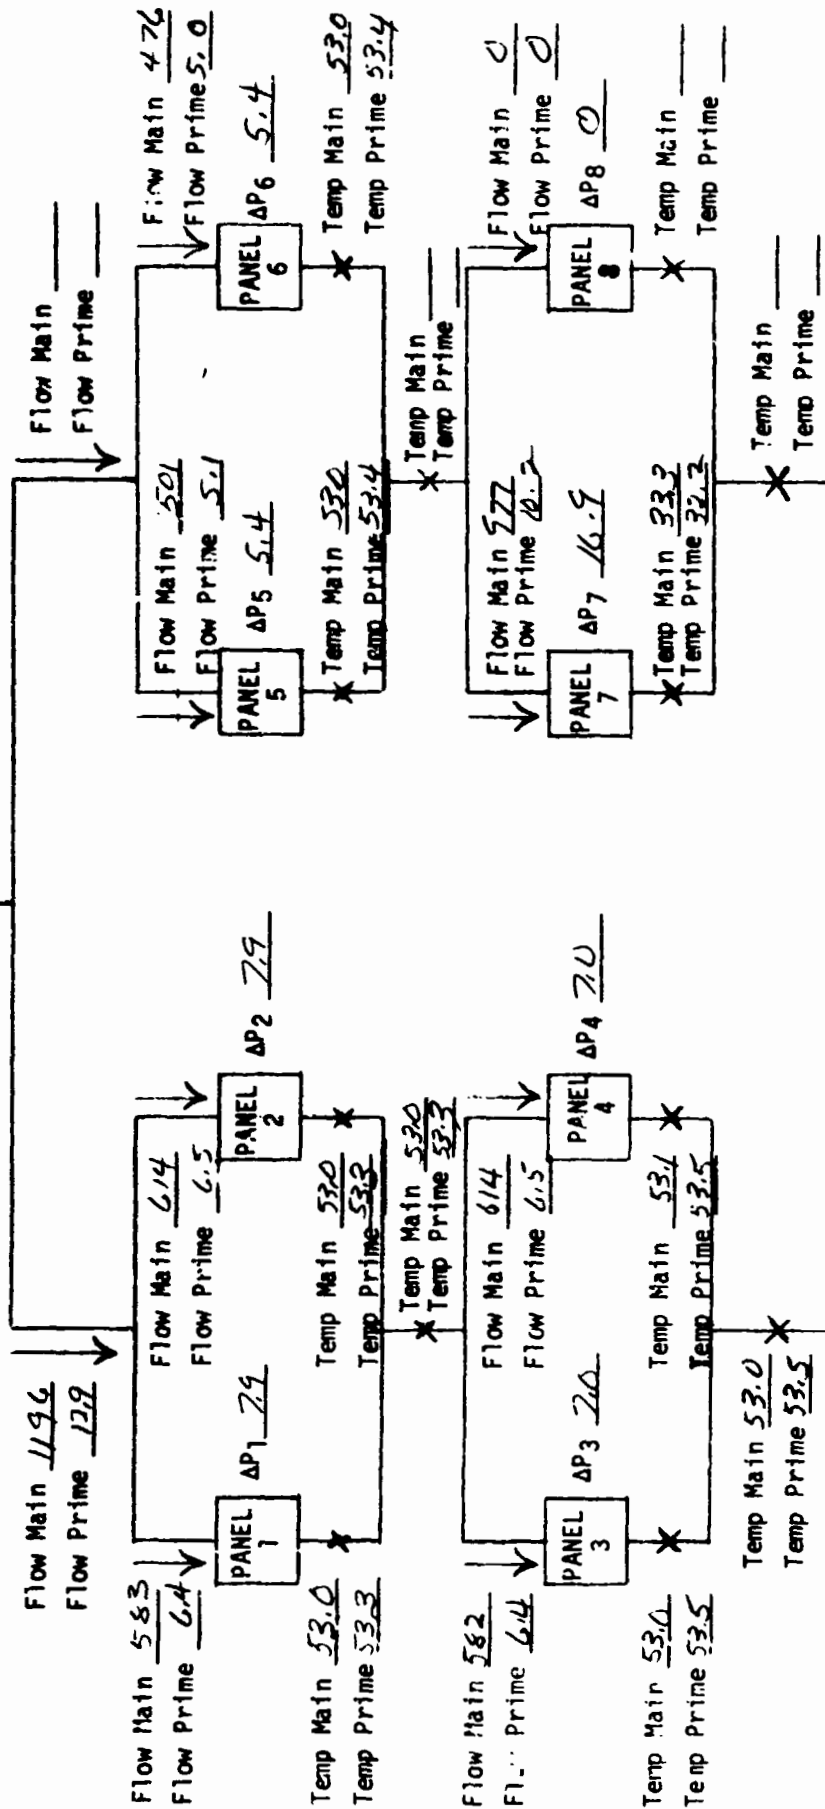 Flow Main 1196
Flow Prime 12.9
Flow Main
Flow Prime
Flow Main 583
Flow Prime 6.4
PANEL
1
ΔP1 7.9
Flow Main 614
Flow Prime 6.5
PANEL
2
ΔP2 7.9
Flow Main 501
Flow Prime 5.1
PANEL
5
ΔP5 5.4
Flow Main 476
Flow Prime 5.0
PANEL
6
ΔP6 5.4
Temp Main 53.0
Temp Prime 53.3
Temp Main 53.0
Temp Prime 53.3
Temp Main 530
Temp Prime 53.4
Temp Main 53.0
Temp Prime 53.4
Temp Main 53.0
Temp Prime 53.3
Temp Main
Temp Prime
Flow Main 582
Prime 6.4
PANEL
3
ΔP3 7.0
Flow Main 614
Flow Prime 6.5
PANEL
4
ΔP4 7.0
Flow Main 977
Flow Prime 10.2
PANEL
7
ΔP7 16.9
Flow Main 0
Flow Prime 0
PANEL
8
ΔP8 0
Temp Main 53.0
Temp Prime 53.5
Temp Main 53.1
Temp Prime 53.5
Temp Main
Temp Prime
Temp Main
Temp Prime
Temp Main 53.0
Temp Prime 53.5
Temp Main
Temp Prime